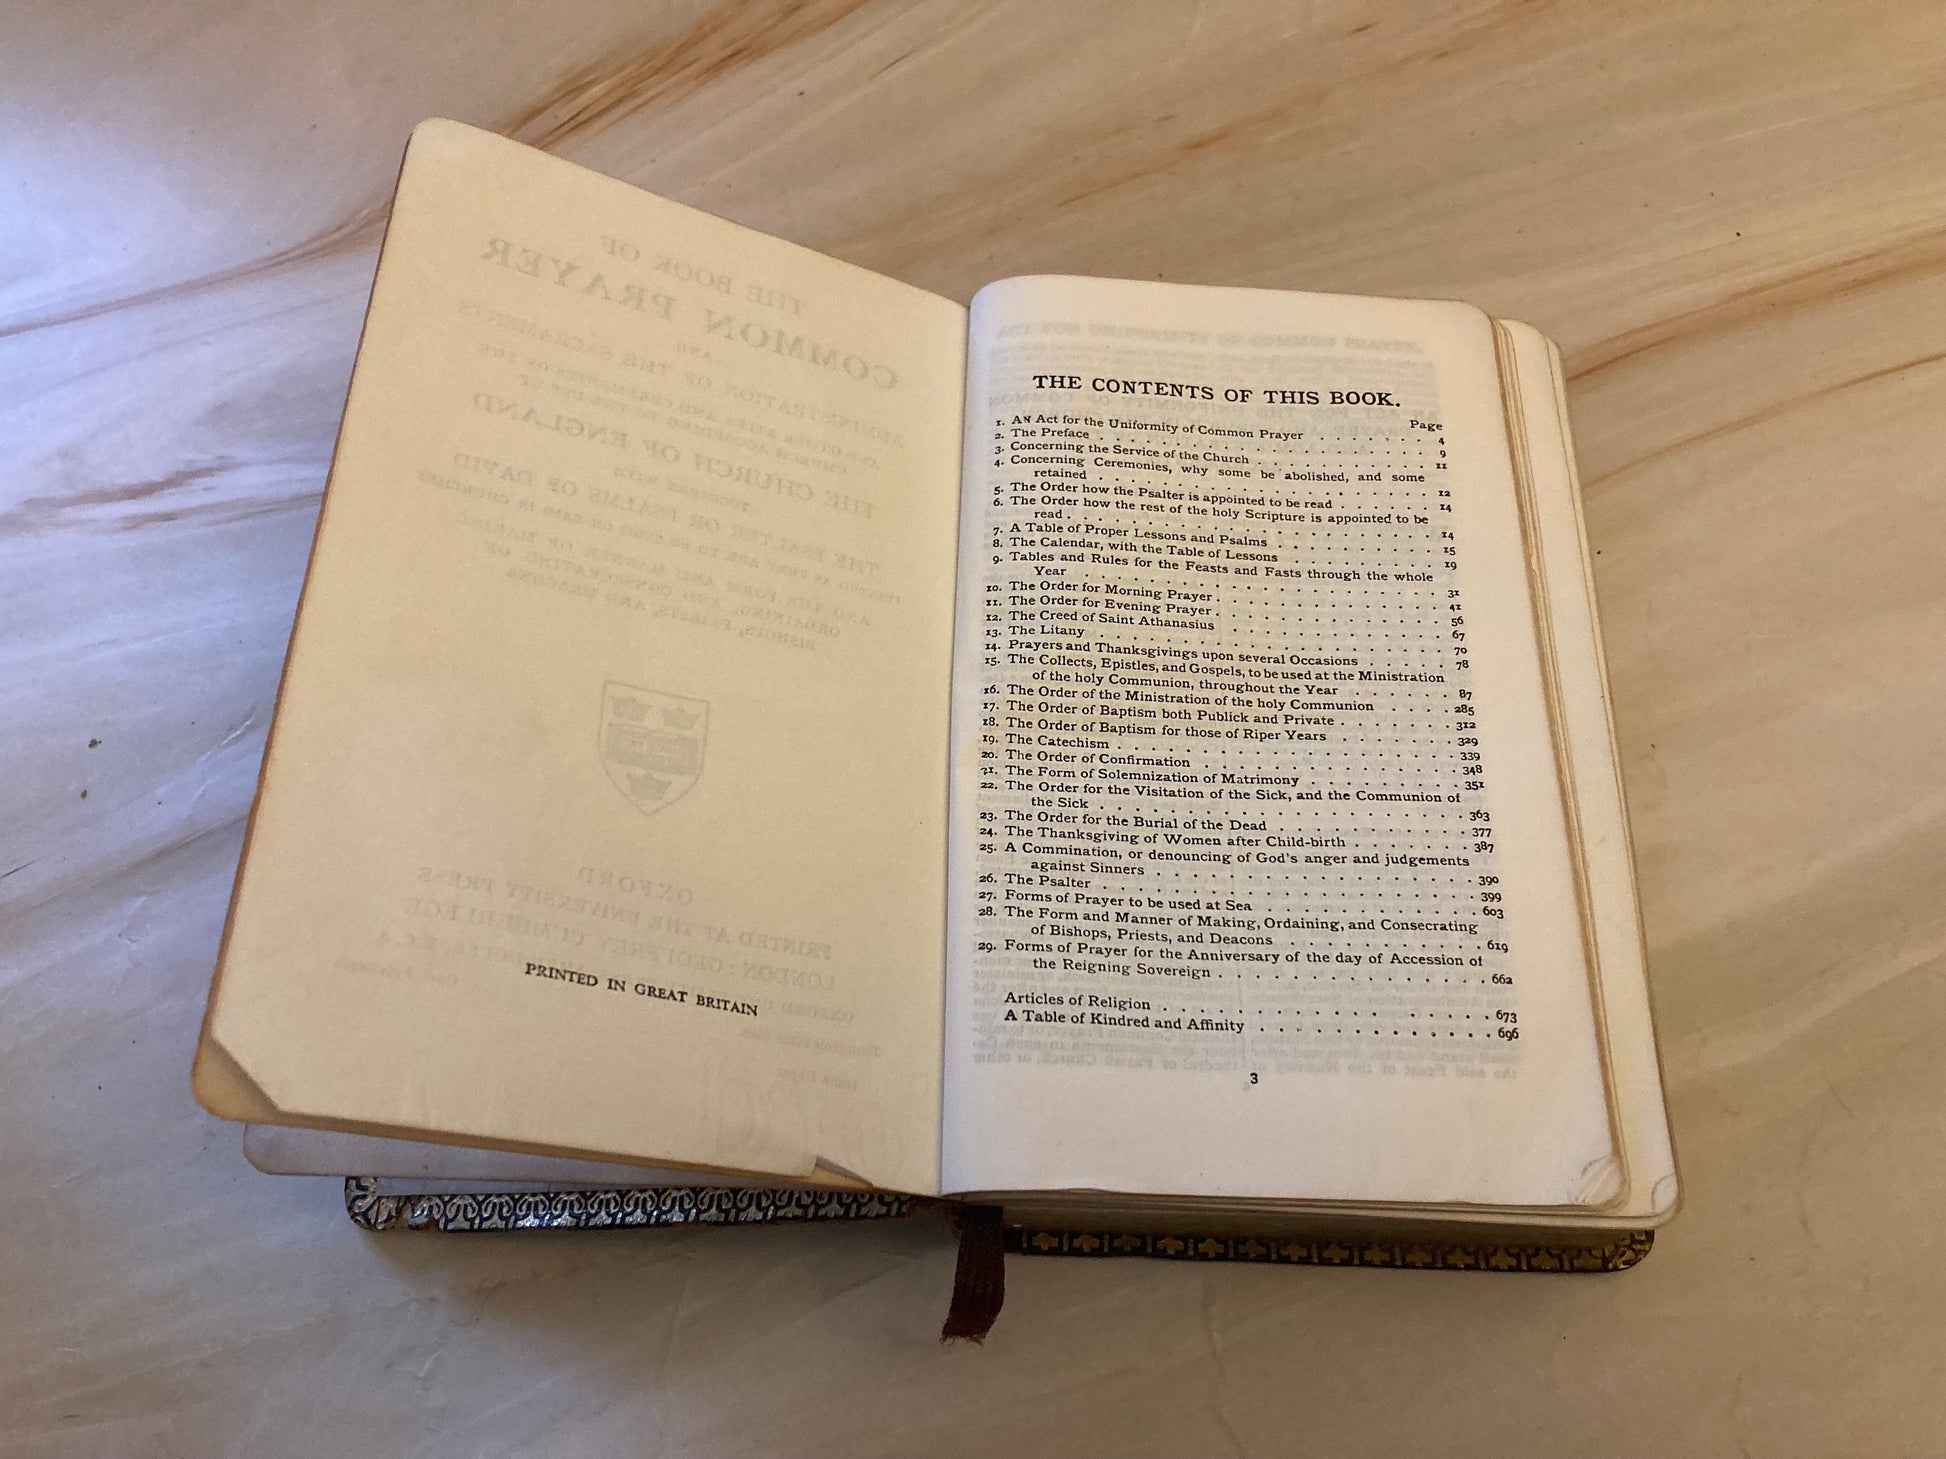 PRINTED IN GREAT BRITAIN
THE CONTENTS OF THIS BOOK.
Page
1. An Act for the Uniformity of Common Prayer . . . . . . . 4
2. The Preface . . . . . . . . . . . . . . . . 9
3. Concerning the Service of the Church . . . . . . . . . . 11
4. Concerning Ceremonies, why some be abolished, and some
retained . . . . . . . . . . . . . . . . 12
5. The Order how the Psalter is appointed to be read . . . . . . 14
6. The Order how the rest of the holy Scripture is appointed to be
read . . . . . . . . . . . . . . . . . 14
7. A Table of Proper Lessons and Psalms . . . . . . . . . . 15
8. The Calendar, with the Table of Lessons . . . . . . . . . 19
9. Tables and Rules for the Feasts and Fasts through the whole
Year . . . . . . . . . . . . . . . . . 31
10. The Order for Morning Prayer . . . . . . . . . . . . 41
11. The Order for Evening Prayer . . . . . . . . . . . . 56
12. The Creed of Saint Athanasius . . . . . . . . . . . 67
13. The Litany . . . . . . . . . . . . . . . . 70
14. Prayers and Thanksgivings upon several Occasions . . . . . 78
15. The Collects, Epistles, and Gospels, to be used at the Ministration
of the holy Communion, throughout the Year . . . . . . 87
16. The Order of the Ministration of the holy Communion . . . . 285
17. The Order of Baptism both Publick and Private . . . . . . 312
18. The Order of Baptism for those of Riper Years . . . . . . 329
19. The Catechism . . . . . . . . . . . . . . . 339
20. The Order of Confirmation . . . . . . . . . . . . 348
21. The Form of Solemnization of Matrimony . . . . . . . . 351
22. The Order for the Visitation of the Sick, and the Communion of
the Sick . . . . . . . . . . . . . . . . 363
23. The Order for the Burial of the Dead . . . . . . . . . 377
24. The Thanksgiving of Women after Child-birth . . . . . . . 387
25. A Commination, or denouncing of God's anger and judgements
against Sinners . . . . . . . . . . . . . . 390
26. The Psalter . . . . . . . . . . . . . . . . 399
27. Forms of Prayer to be used at Sea . . . . . . . . . . 603
28. The Form and Manner of Making, Ordaining, and Consecrating
of Bishops, Priests, and Deacons . . . . . . . . . . 619
29. Forms of Prayer for the Anniversary of the day of Accession of
the Reigning Sovereign . . . . . . . . . . . . 662
Articles of Religion . . . . . . . . . . . . . . 673
A Table of Kindred and Affinity . . . . . . . . . . . 696
3